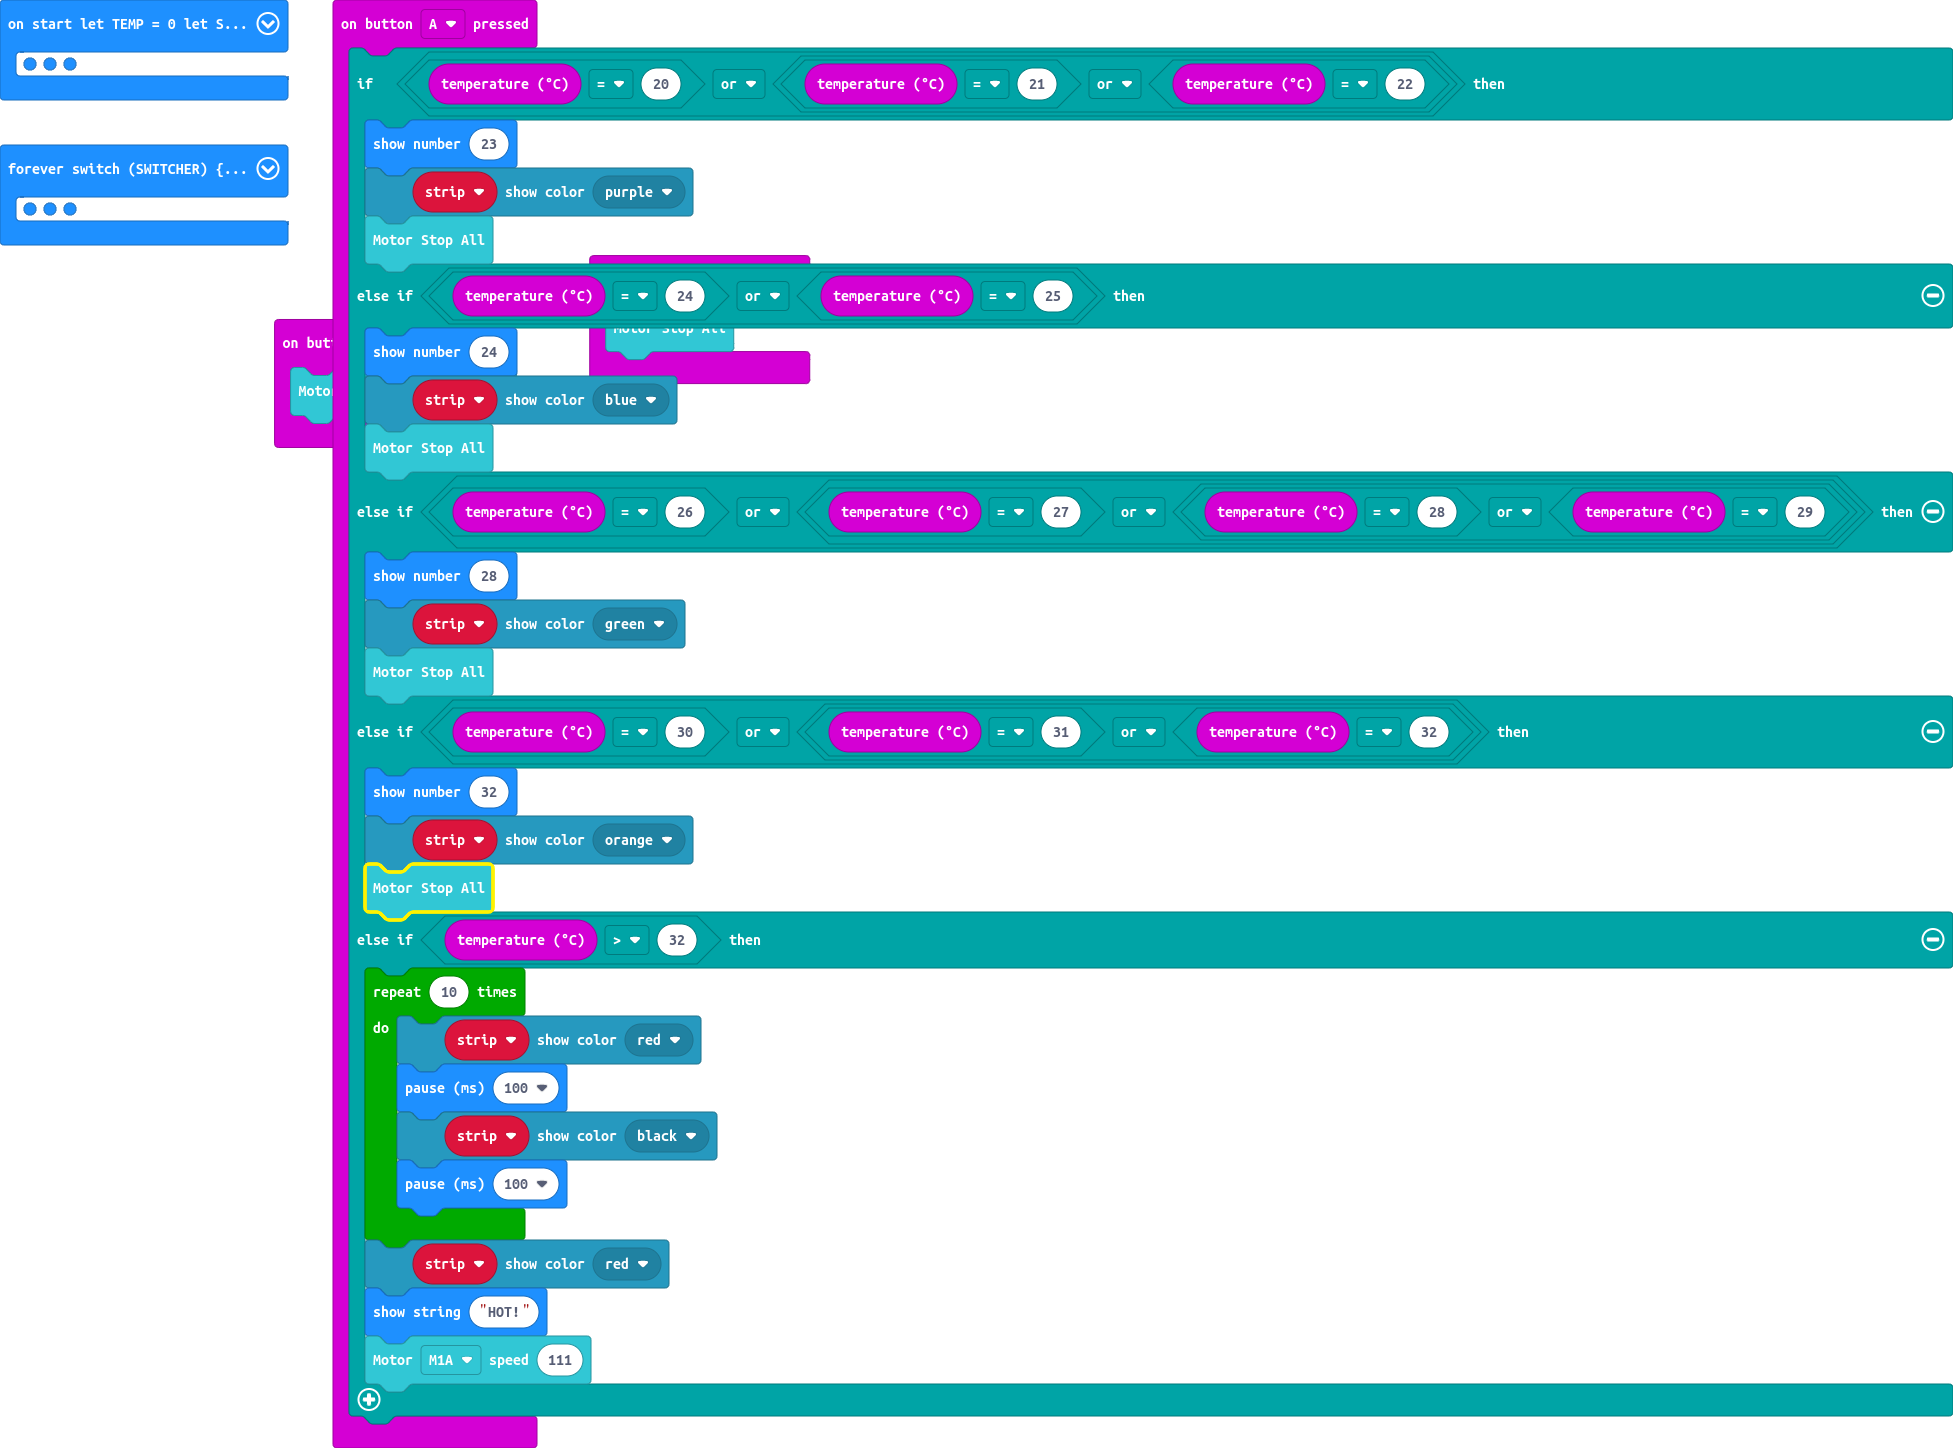 on start let TEMP = 0 let S...
forever switch (SWITCHER) {...
on button A pressed
if temperature (°C) = 20 or temperature (°C) = 21 or temperature (°C) = 22 then
show number 23
strip show color purple
Motor Stop All
else if temperature (°C) = 24 or temperature (°C) = 25 then
Motor Stop All
on
show number 24
strip show color blue
Motor Stop All
else if temperature (°C) = 26 or temperature (°C) = 27 or temperature (°C) = 28 or temperature (°C) = 29 then
show number 28
strip show color green
Motor Stop All
else if temperature (°C) = 30 or temperature (°C) = 31 or temperature (°C) = 32 then
show number 32
strip show color orange
Motor Stop All
else if temperature (°C) > 32 then
repeat 10 times
do
strip show color red
pause (ms) 100
strip show color black
pause (ms) 100
strip show color red
show string "HOT!"
Motor M1A speed 111